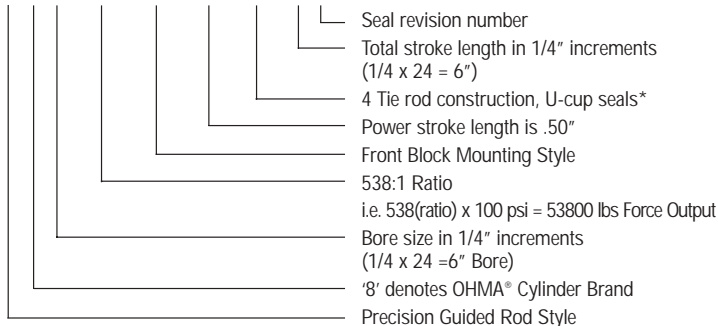 Seal revision number
Total stroke length in 1/4" increments
(1/4 x 24 = 6")
4 Tie rod construction, U-cup seals*
Power stroke length is .50"
Front Block Mounting Style
538:1 Ratio
i.e. 538(ratio) x 100 psi = 53800 lbs Force Output
Bore size in 1/4" increments
(1/4 x 24 =6" Bore)
'8' denotes OHMA® Cylinder Brand
Precision Guided Rod Style